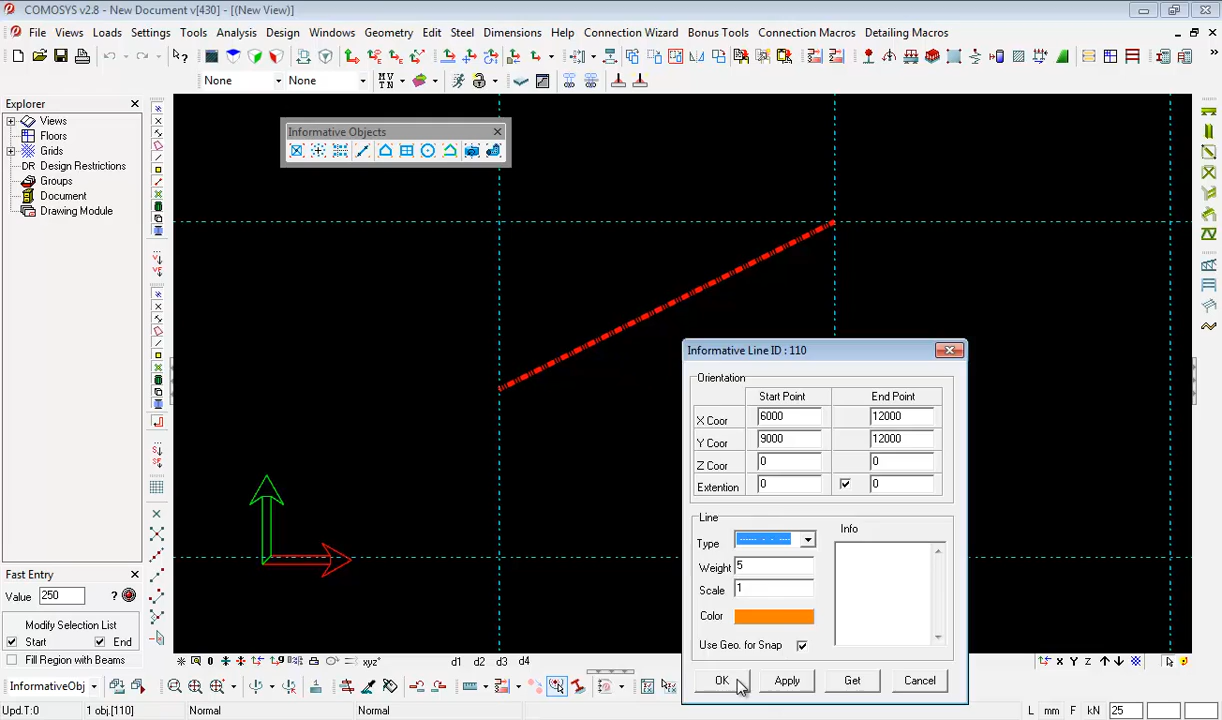 COMOSYS v2.8 - New Document v[430] - [(New View)]
File Views Loads Settings Tools Analysis Design Windows Geometry Edit Steel Dimensions Help Connection Wizard Bonus Tools Connection Macros Detailing Macros
None None MV TN
Explorer
Views
Floors
Grids
DR Design Restrictions
Groups
Document
Drawing Module
Informative Objects
Informative Line ID : 110
Orientation
Start Point End Point
X Coor 6000 12000
Y Coor 9000 12000
Z Coor 0 0
Extention 0 0
Line
Type
Info
Weight 5
Scale 1
Color
Use Geo. for Snap
OK Apply Get Cancel
Fast Entry
Value 250 ?
Modify Selection List
Start End
Fill Region with Beams
0 xyz° d1 d2 d3 d4 X Y Z
InformativeObj
Upd.T:0 1 obj.[110] Normal Normal L mm F kN 25